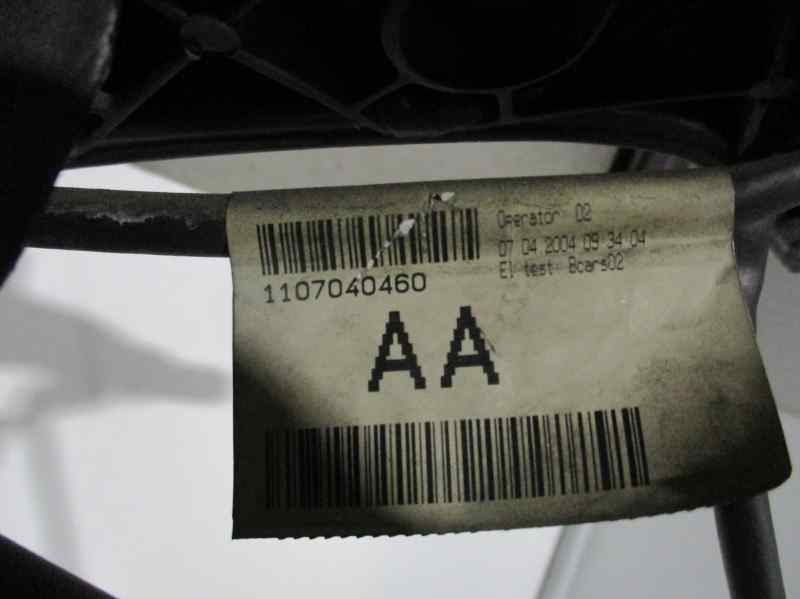 Operator 02
07 04 2004 09 34 04
El test: Bcars02
1107040460
AA